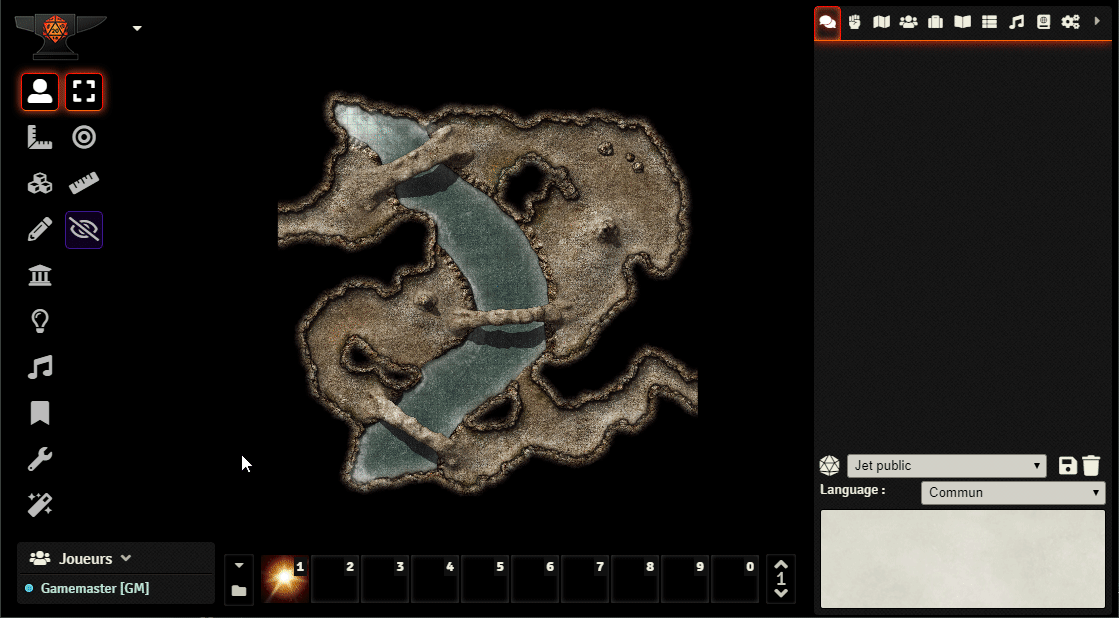 Jet public
Language :
Commun
Joueurs
Gamemaster [GM]
1 2 3 4 5 6 7 8 9 0
1